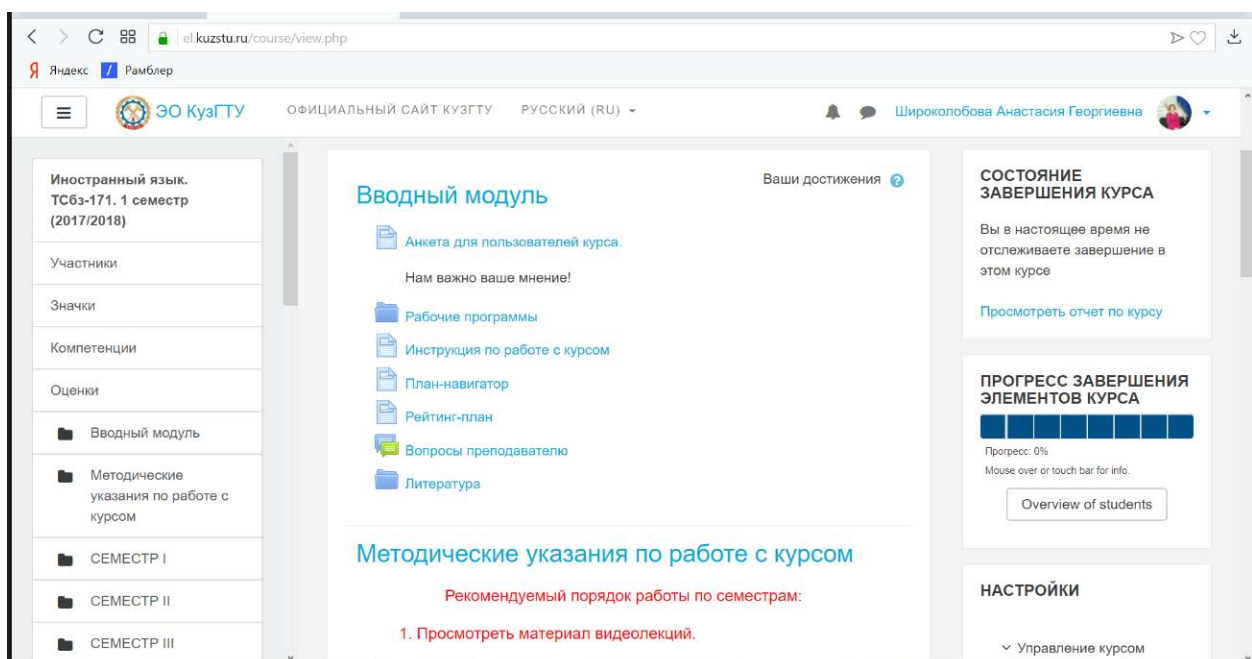 el.kuzstu.ru/course/view.php
Яндекс
Рамблер
ЭО КузГТУ
ОФИЦИАЛЬНЫЙ САЙТ КУЗГТУ
РУССКИЙ (RU)
Широколобова Анастасия Георгиевна
Иностранный язык.
ТСбз-171. 1 семестр
(2017/2018)
Участники
Значки
Компетенции
Оценки
Вводный модуль
Методические
указания по работе с
курсом
СЕМЕСТР I
СЕМЕСТР II
СЕМЕСТР III
Ваши достижения
Вводный модуль
Анкета для пользователей курса.
Нам важно ваше мнение!
Рабочие программы
Инструкция по работе с курсом
План-навигатор
Рейтинг-план
Вопросы преподавателю
Литература
Методические указания по работе с курсом
Рекомендуемый порядок работы по семестрам:
1. Просмотреть материал видеолекций.
СОСТОЯНИЕ
ЗАВЕРШЕНИЯ КУРСА
Вы в настоящее время не
отслеживаете завершение в
этом курсе
Просмотреть отчет по курсу
ПРОГРЕСС ЗАВЕРШЕНИЯ
ЭЛЕМЕНТОВ КУРСА
Прогресс: 0%
Mouse over or touch bar for info.
Overview of students
НАСТРОЙКИ
Управление курсом